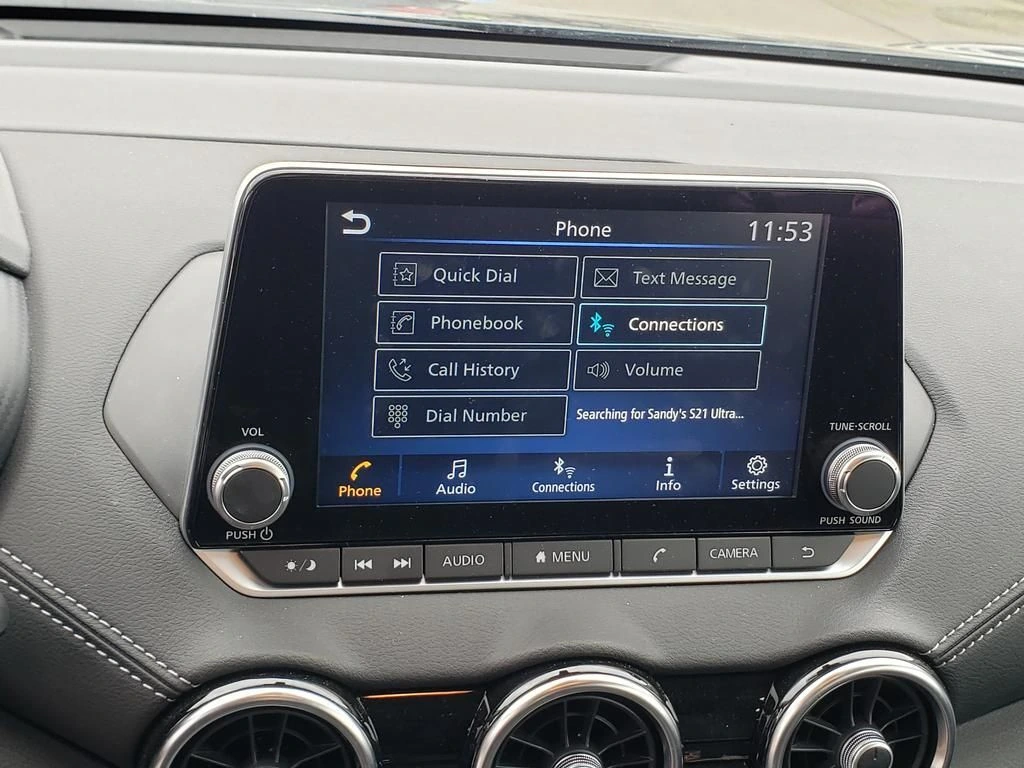 Phone 11:53
Quick Dial Text Message
Phonebook Connections
Call History Volume
Dial Number Searching for Sandy's S21 Ultra...
Phone Audio Connections Info Settings
VOL TUNE·SCROLL
PUSH PUSH SOUND
AUDIO MENU CAMERA